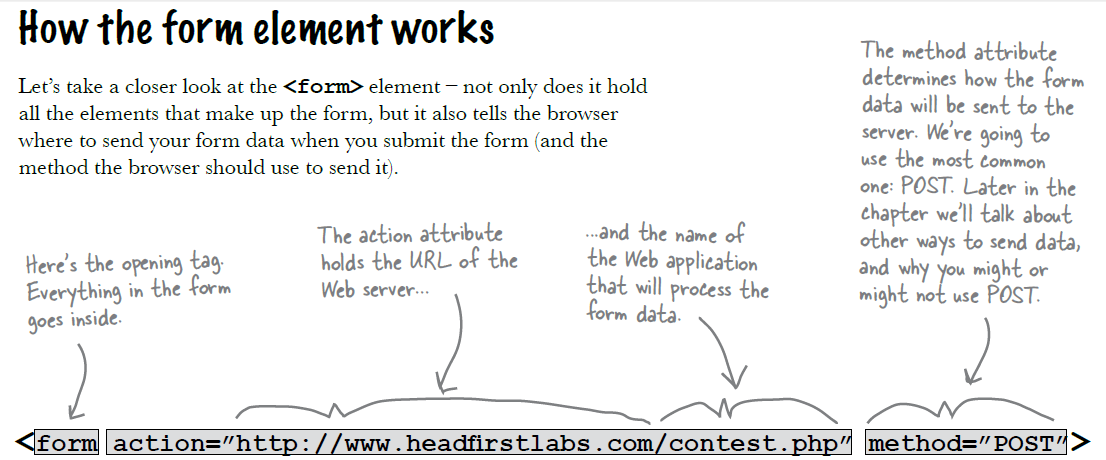 How the form element works
Let's take a closer look at the <form> element – not only does it hold
all the elements that make up the form, but it also tells the browser
where to send your form data when you submit the form (and the
method the browser should use to send it).
The method attribute
determines how the form
data will be sent to the
server. We're going to
use the most common
one: POST. Later in the
chapter we'll talk about
other ways to send data,
and why you might or
might not use POST.
Here's the opening tag.
Everything in the form
goes inside.
The action attribute
holds the URL of the
Web server...
...and the name of
the Web application
that will process the
form data.
<form action="http://www.headfirstlabs.com/contest.php" method="POST">